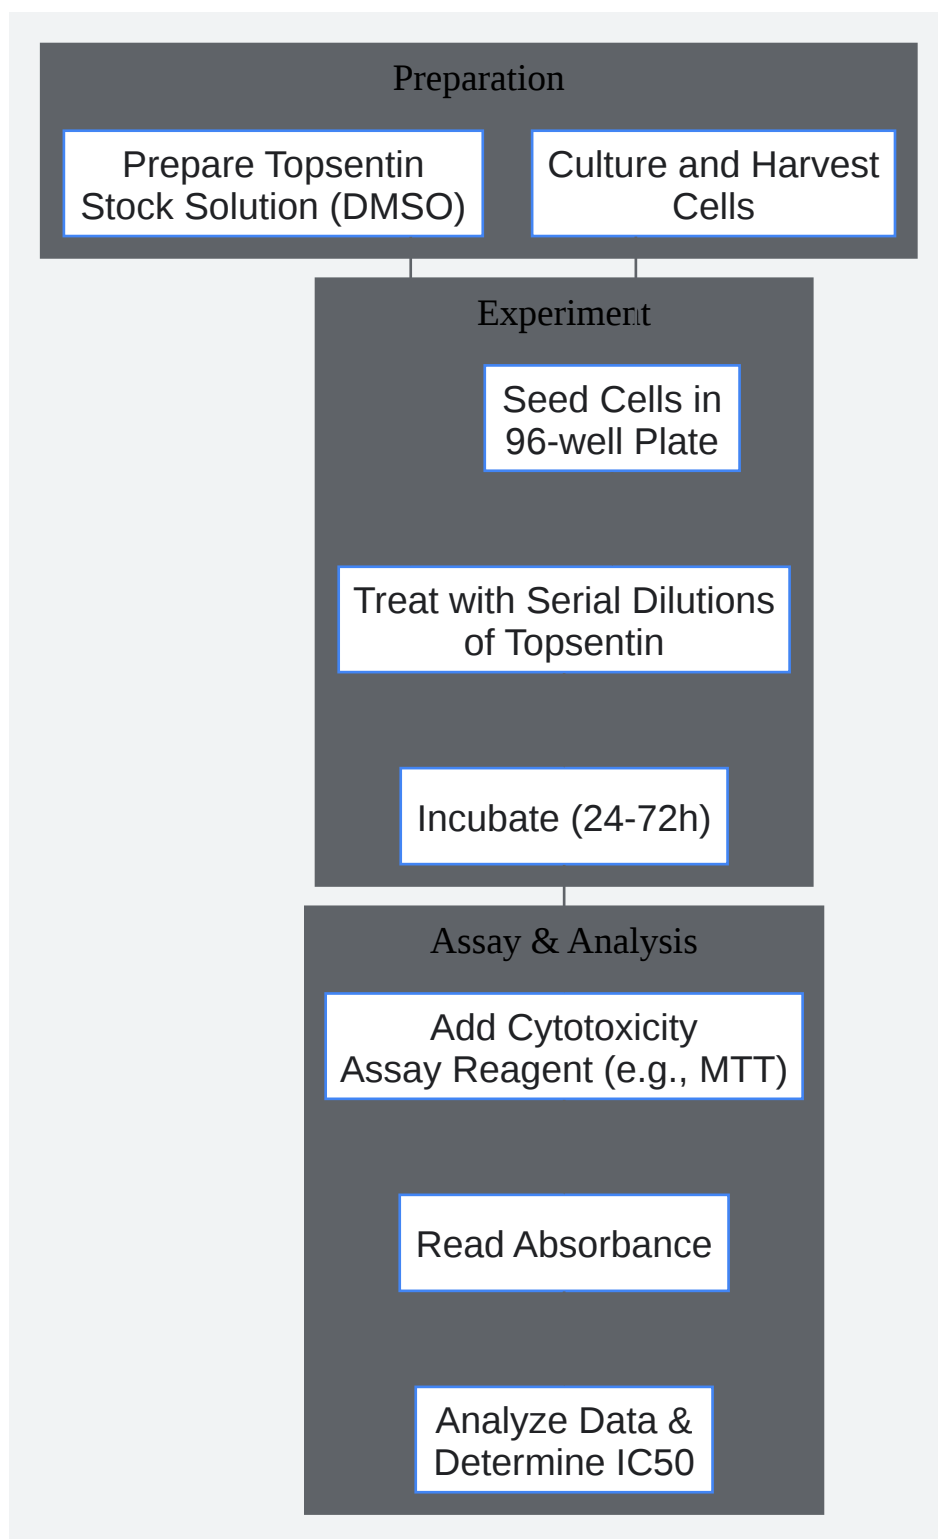 Preparation
Prepare Topsentin
Stock Solution (DMSO)
Culture and Harvest
Cells
Experiment
Seed Cells in
96-well Plate
Treat with Serial Dilutions
of Topsentin
Incubate (24-72h)
Assay & Analysis
Add Cytotoxicity
Assay Reagent (e.g., MTT)
Read Absorbance
Analyze Data &
Determine IC50